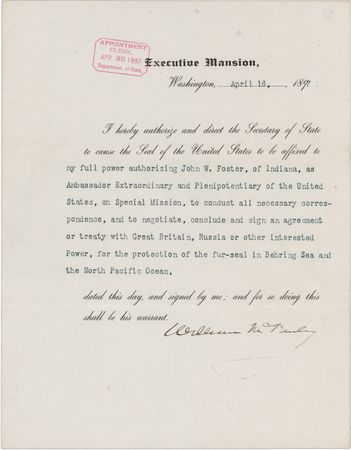 APPOINTMENT
CLERK.
APR 22 1897
Department of State.
Executive Mansion,
Washington, April 16, 1897.
I hereby authorize and direct the Secretary of State
to cause the Seal of the United States to be affixed to
my full power authorizing John W. Foster, of Indiana, as
Ambassador Extraordinary and Plenipotentiary of the United
States, on Special Mission, to conduct all necessary corres-
pondence, and to negotiate, conclude and sign an agreement
or treaty with Great Britain, Russia or other interested
Power, for the protection of the fur-seal in Behring Sea and
the North Pacific Ocean,
dated this day, and signed by me; and for so doing this
shall be his warrant.
William McKinley